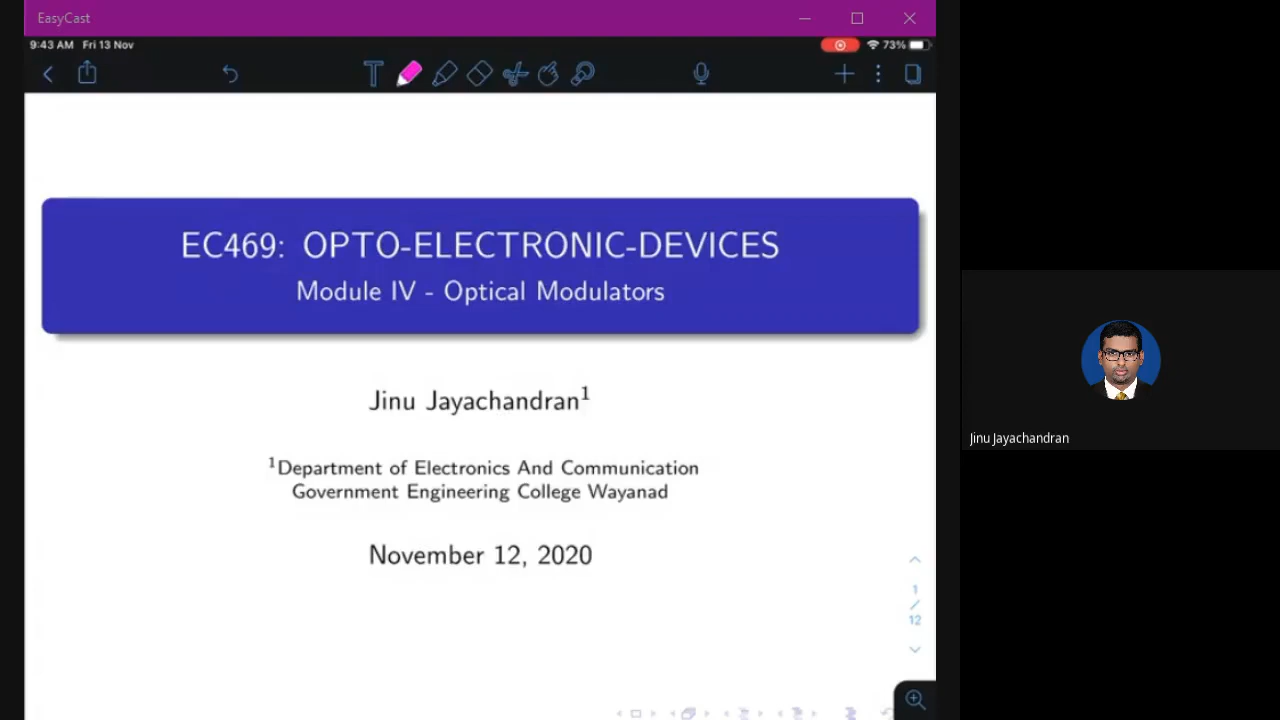 EasyCast
9:43 AM Fri 13 Nov
73%
EC469: OPTO-ELECTRONIC-DEVICES
Module IV - Optical Modulators
Jinu Jayachandran¹
¹Department of Electronics And Communication
Government Engineering College Wayanad
November 12, 2020
1
/
12
Jinu Jayachandran